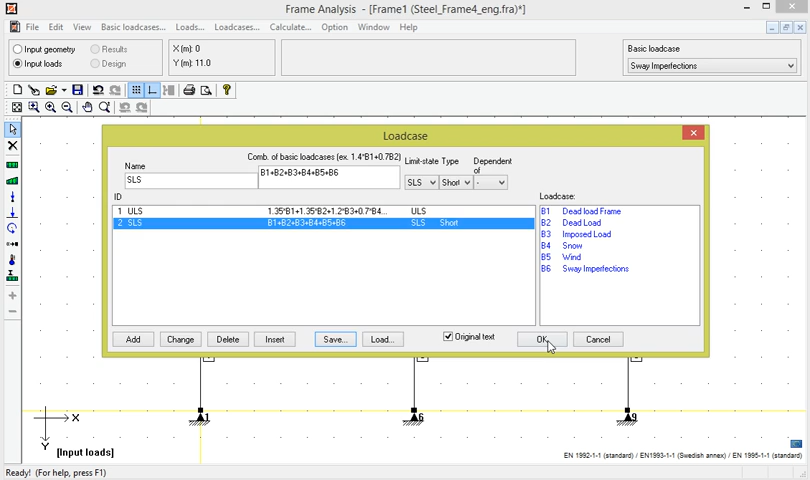 Frame Analysis - [Frame1 (Steel_Frame4_eng.fra)*]
File Edit View Basic loadcases... Loads... Loadcases... Calculate... Option Window Help
Input geometry Results
Input loads Design
X (m): 0
Y (m): 11.0
Basic loadcase
Sway Imperfections
Loadcase
Name
SLS
Comb. of basic loadcases (ex. 1.4*B1+0.7B2)
B1+B2+B3+B4+B5+B6
Limit-state Type Dependent of
SLS Short -
ID
1 ULS 1.35*B1+1.35*B2+1.2*B3+0.7*B4... ULS
2 SLS B1+B2+B3+B4+B5+B6 SLS Short
Loadcase:
B1 Dead load Frame
B2 Dead Load
B3 Imposed Load
B4 Snow
B5 Wind
B6 Sway Imperfections
Add Change Delete Insert Save... Load... Original text OK Cancel
1 6 9
X
Y
[Input loads]
EN 1992-1-1 (standard) / EN1993-1-1 (Swedish annex) / EN 1995-1-1 (standard)
Ready! (For help, press F1)